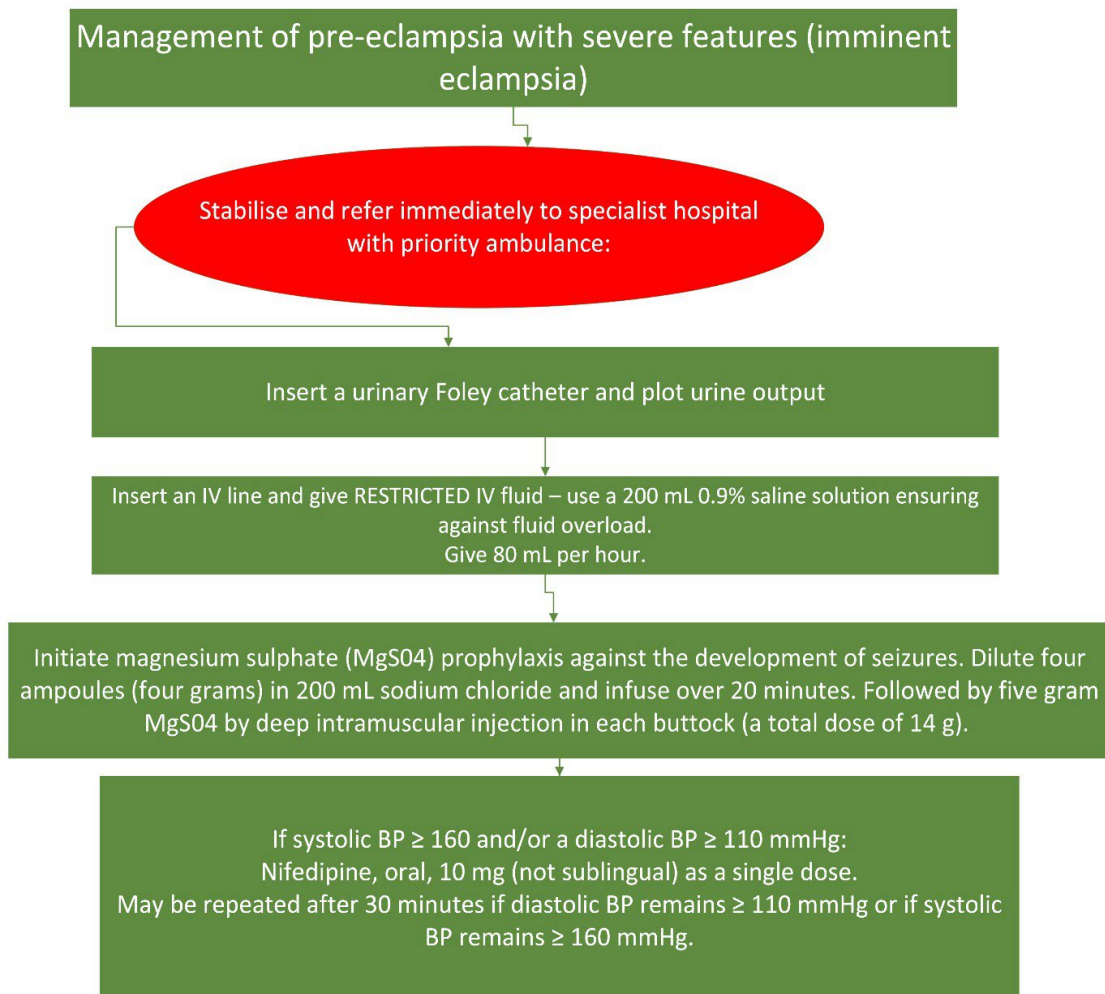 Management of pre-eclampsia with severe features (imminent
eclampsia)
Stabilise and refer immediately to specialist hospital
with priority ambulance:
Insert a urinary Foley catheter and plot urine output
Insert an IV line and give RESTRICTED IV fluid – use a 200 mL 0.9% saline solution ensuring
against fluid overload.
Give 80 mL per hour.
Initiate magnesium sulphate (MgS04) prophylaxis against the development of seizures. Dilute four
ampoules (four grams) in 200 mL sodium chloride and infuse over 20 minutes. Followed by five gram
MgS04 by deep intramuscular injection in each buttock (a total dose of 14 g).
If systolic BP ≥ 160 and/or a diastolic BP ≥ 110 mmHg:
Nifedipine, oral, 10 mg (not sublingual) as a single dose.
May be repeated after 30 minutes if diastolic BP remains ≥ 110 mmHg or if systolic
BP remains ≥ 160 mmHg.